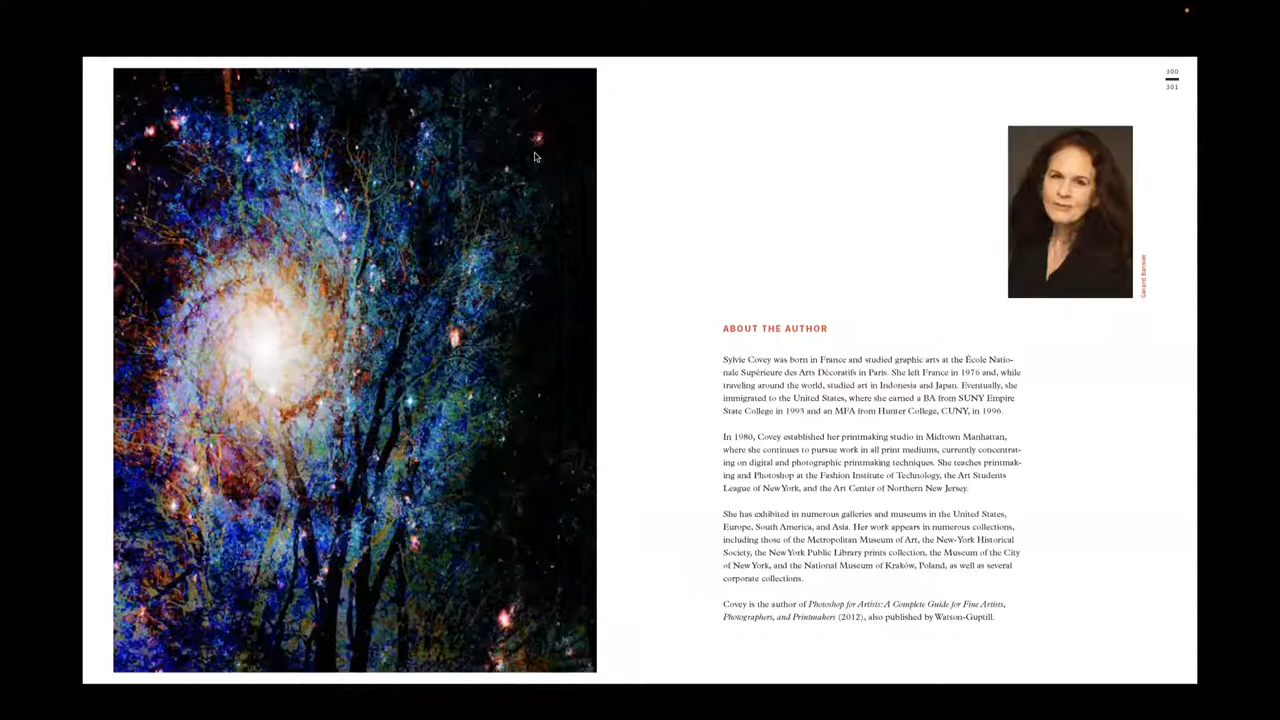 300
301
Gerard Barnier
ABOUT THE AUTHOR
Sylvie Covey was born in France and studied graphic arts at the École Natio-
nale Supérieure des Arts Décoratifs in Paris. She left France in 1976 and, while
traveling around the world, studied art in Indonesia and Japan. Eventually, she
immigrated to the United States, where she earned a BA from SUNY Empire
State College in 1993 and an MFA from Hunter College, CUNY, in 1996.
In 1980, Covey established her printmaking studio in Midtown Manhattan,
where she continues to pursue work in all print mediums, currently concentrat-
ing on digital and photographic printmaking techniques. She teaches printmak-
ing and Photoshop at the Fashion Institute of Technology, the Art Students
League of New York, and the Art Center of Northern New Jersey.
She has exhibited in numerous galleries and museums in the United States,
Europe, South America, and Asia. Her work appears in numerous collections,
including those of the Metropolitan Museum of Art, the New-York Historical
Society, the New York Public Library prints collection, the Museum of the City
of New York, and the National Museum of Kraków, Poland, as well as several
corporate collections.
Covey is the author of Photoshop for Artists: A Complete Guide for Fine Artists,
Photographers, and Printmakers (2012), also published by Watson-Guptill.